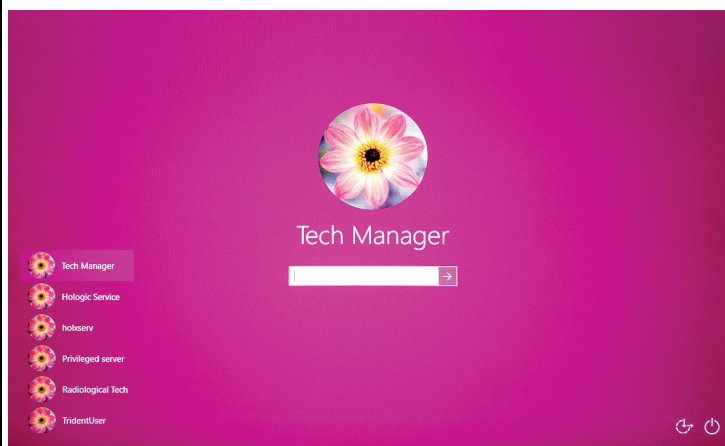 Tech Manager
Tech Manager
Hologic Service
holxserv
Privileged server
Radiological Tech
TridentUser